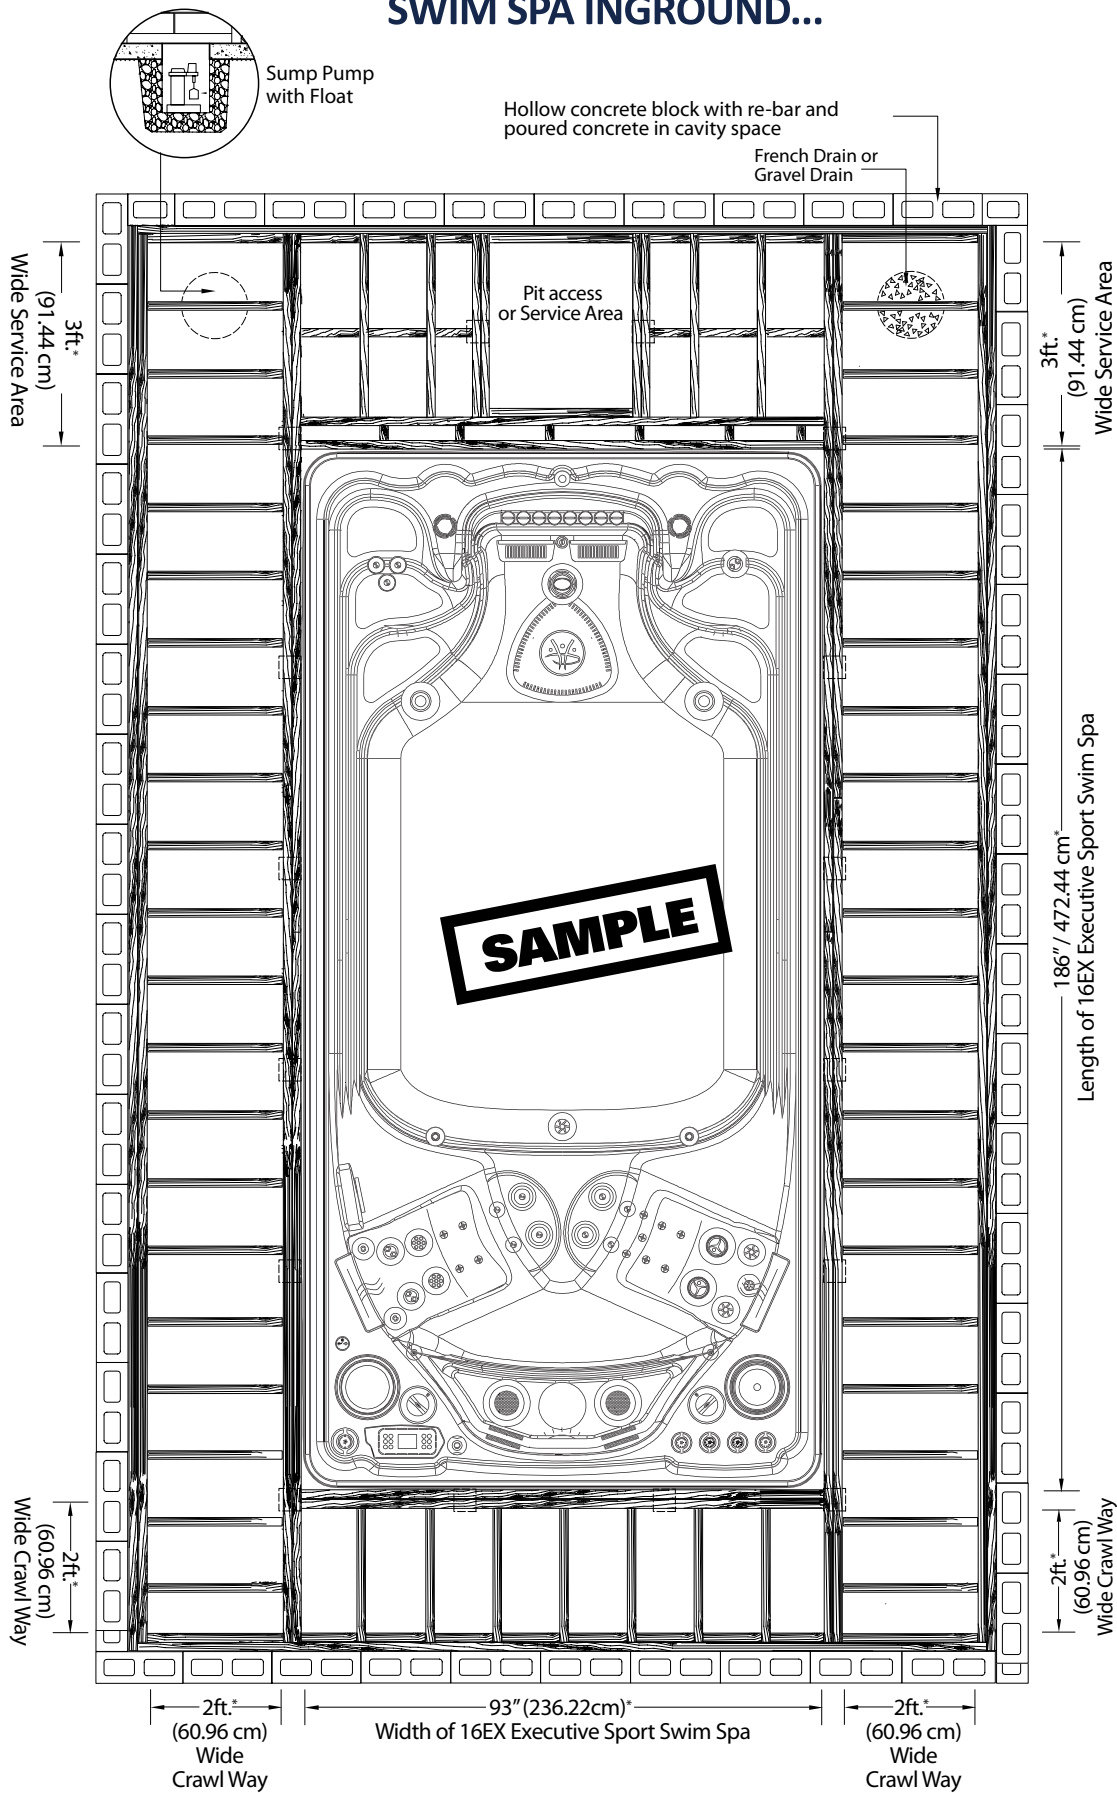 SWIM SPA INGROUND...
Sump Pump
with Float
Hollow concrete block with re-bar and
poured concrete in cavity space
French Drain or
Gravel Drain
3ft.*
(91.44 cm)
Wide Service Area
Pit access
or Service Area
3ft.*
(91.44 cm)
Wide Service Area
186" / 472.44 cm*
Length of 16EX Executive Sport Swim Spa
SAMPLE
2ft.*
(60.96 cm)
Wide Crawl Way
2ft.*
(60.96 cm)
Wide Crawl Way
2ft.*
(60.96 cm)
Wide
Crawl Way
93" (236.22cm)*
Width of 16EX Executive Sport Swim Spa
2ft.*
(60.96 cm)
Wide
Crawl Way